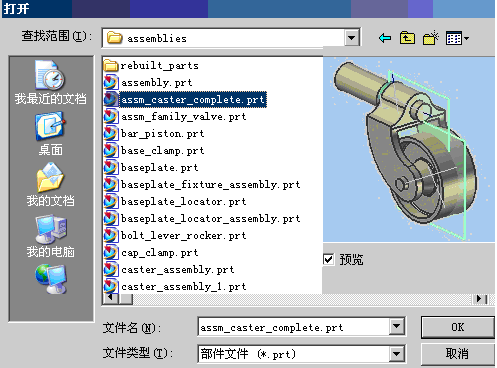 打开
查找范围(I):
assemblies
我最近的文档
桌面
我的文档
我的电脑
rebuilt_parts
assembly.prt
assm_caster_complete.prt
assm_family_valve.prt
bar_piston.prt
base_clamp.prt
baseplate.prt
baseplate_fixture_assembly.prt
baseplate_locator.prt
baseplate_locator_assembly.prt
bolt_lever_rocker.prt
cap_clamp.prt
caster_assembly.prt
caster_assembly_1.prt
预览
文件名(N):
assm_caster_complete.prt
OK
文件类型(T):
部件文件 (*.prt)
取消